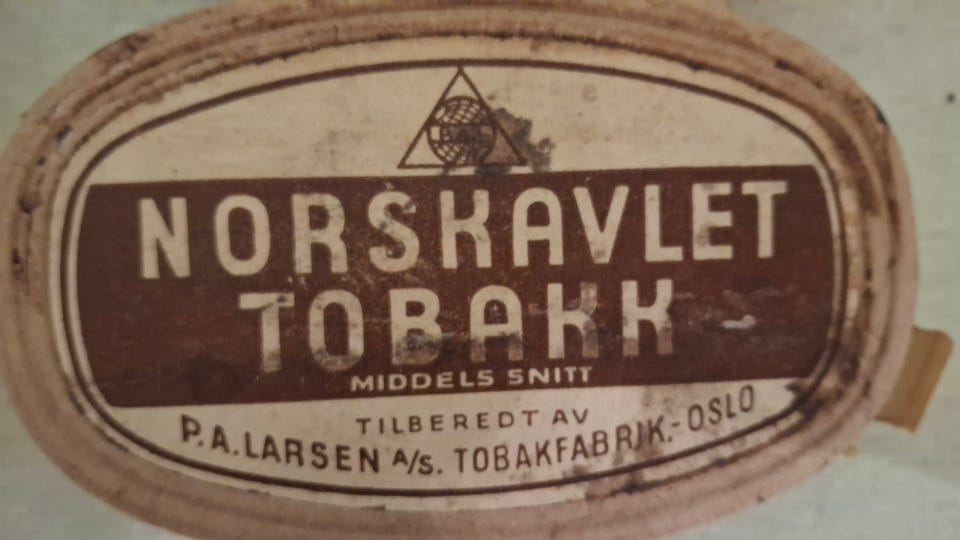 NORSKAVLET
TOBAKK
MIDDELS SNITT
TILBEREDT AV
P.A.LARSEN A/S. TOBAKFABRIK.-OSLO